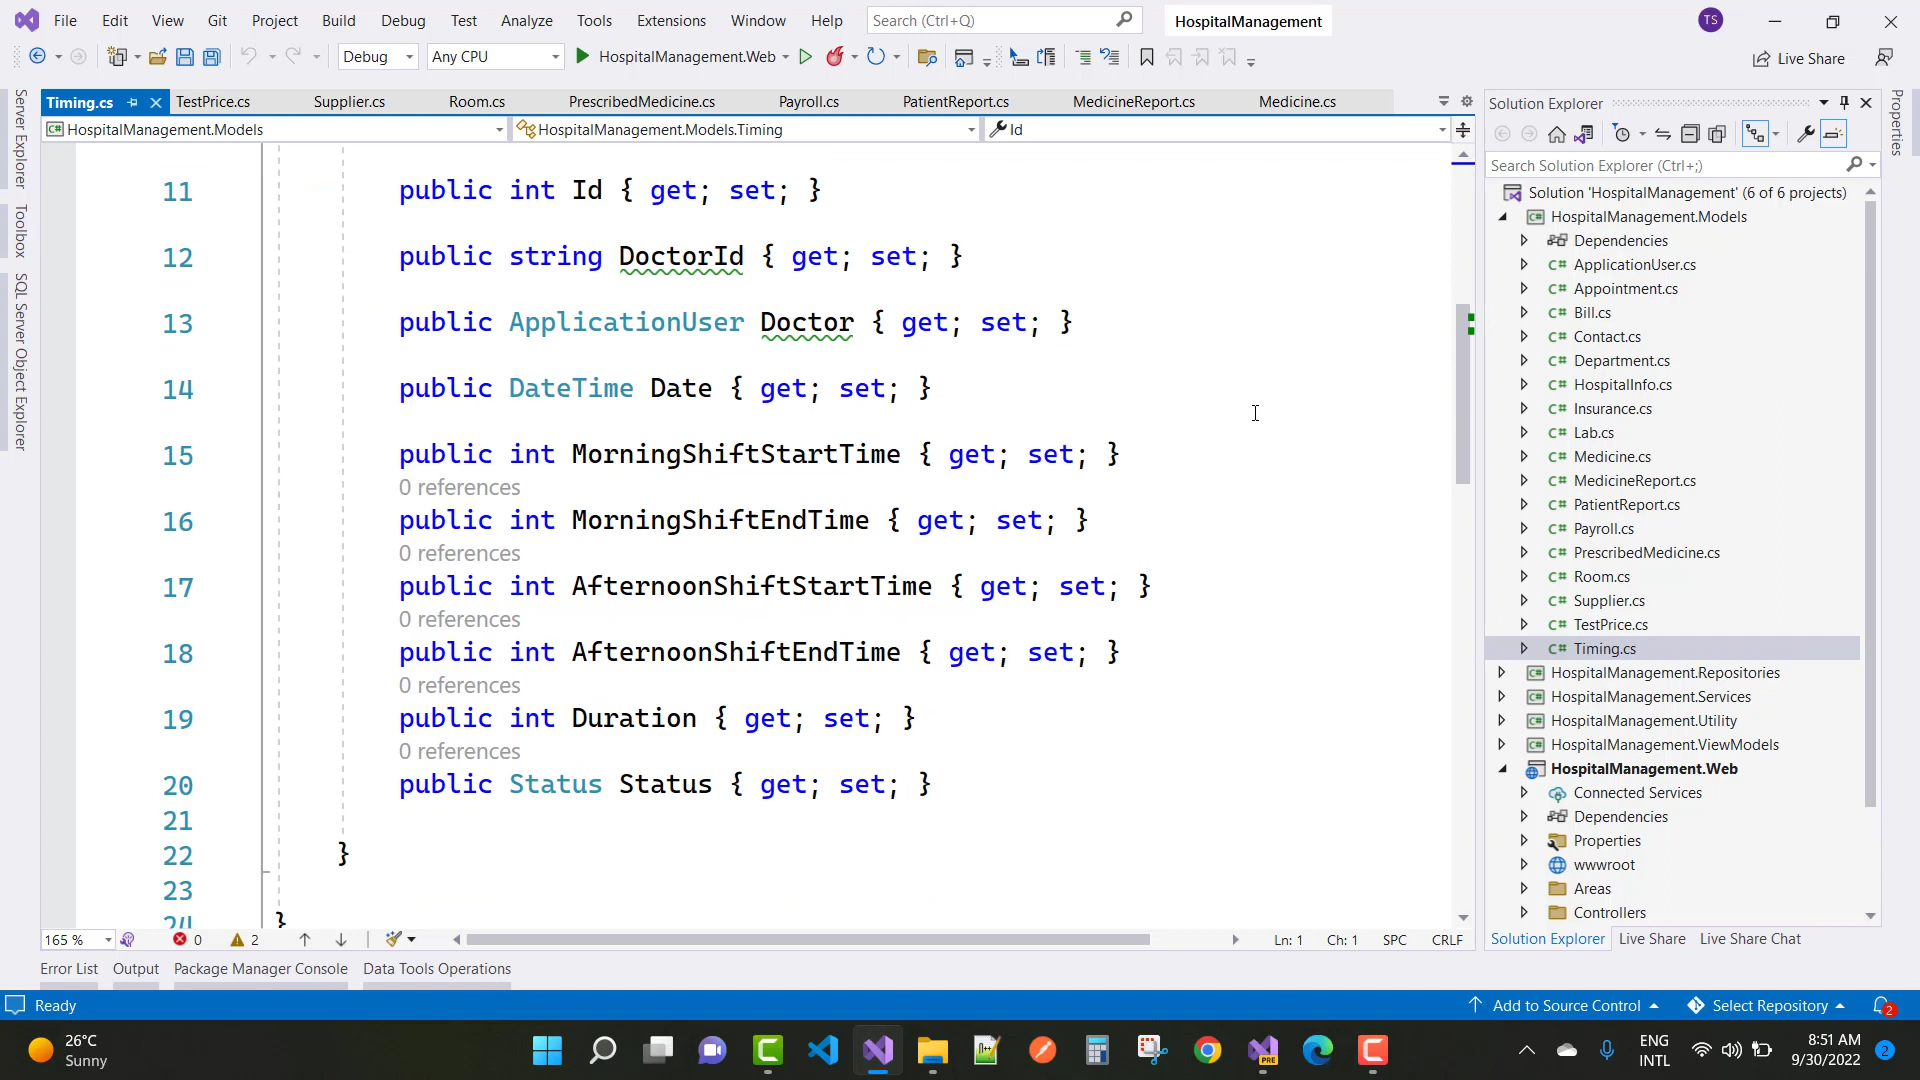 File Edit View Git Project Build Debug Test Analyze Tools Extensions Window Help Search (Ctrl+Q) HospitalManagement TS
Debug Any CPU HospitalManagement.Web Live Share
Timing.cs TestPrice.cs Supplier.cs Room.cs PrescribedMedicine.cs Payroll.cs PatientReport.cs MedicineReport.cs Medicine.cs
HospitalManagement.Models HospitalManagement.Models.Timing Id
Server Explorer
Toolbox
SQL Server Object Explorer
11 public int Id { get; set; }
12 public string DoctorId { get; set; }
13 public ApplicationUser Doctor { get; set; }
14 public DateTime Date { get; set; }
15 public int MorningShiftStartTime { get; set; }
0 references
16 public int MorningShiftEndTime { get; set; }
0 references
17 public int AfternoonShiftStartTime { get; set; }
0 references
18 public int AfternoonShiftEndTime { get; set; }
0 references
19 public int Duration { get; set; }
0 references
20 public Status Status { get; set; }
21
22 }
23
24 }
165 % 0 2 Ln: 1 Ch: 1 SPC CRLF
Error List Output Package Manager Console Data Tools Operations
Solution Explorer
Search Solution Explorer (Ctrl+;)
Solution 'HospitalManagement' (6 of 6 projects)
C# HospitalManagement.Models
Dependencies
C# ApplicationUser.cs
C# Appointment.cs
C# Bill.cs
C# Contact.cs
C# Department.cs
C# HospitalInfo.cs
C# Insurance.cs
C# Lab.cs
C# Medicine.cs
C# MedicineReport.cs
C# PatientReport.cs
C# Payroll.cs
C# PrescribedMedicine.cs
C# Room.cs
C# Supplier.cs
C# TestPrice.cs
C# Timing.cs
C# HospitalManagement.Repositories
C# HospitalManagement.Services
C# HospitalManagement.Utility
C# HospitalManagement.ViewModels
HospitalManagement.Web
Connected Services
Dependencies
Properties
wwwroot
Areas
Controllers
Solution Explorer Live Share Live Share Chat
Properties
Ready Add to Source Control Select Repository 2
26°C
Sunny
PRE
ENG
INTL
8:51 AM
9/30/2022
2